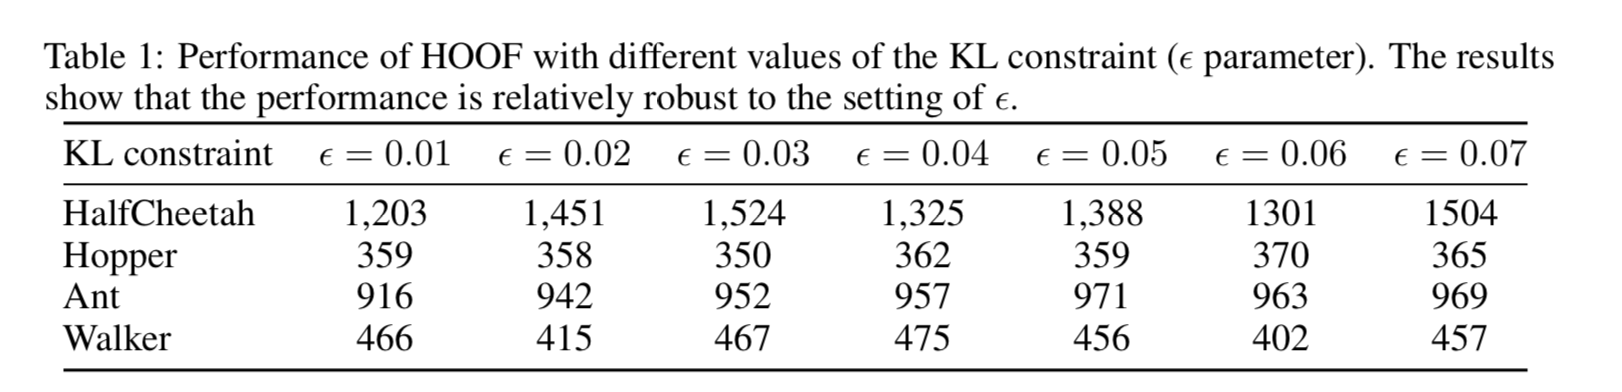 Table 1: Performance of HOOF with different values of the KL constraint (ϵ parameter). The results
show that the performance is relatively robust to the setting of ϵ.
KL constraint ϵ = 0.01 ϵ = 0.02 ϵ = 0.03 ϵ = 0.04 ϵ = 0.05 ϵ = 0.06 ϵ = 0.07
HalfCheetah 1,203 1,451 1,524 1,325 1,388 1301 1504
Hopper 359 358 350 362 359 370 365
Ant 916 942 952 957 971 963 969
Walker 466 415 467 475 456 402 457